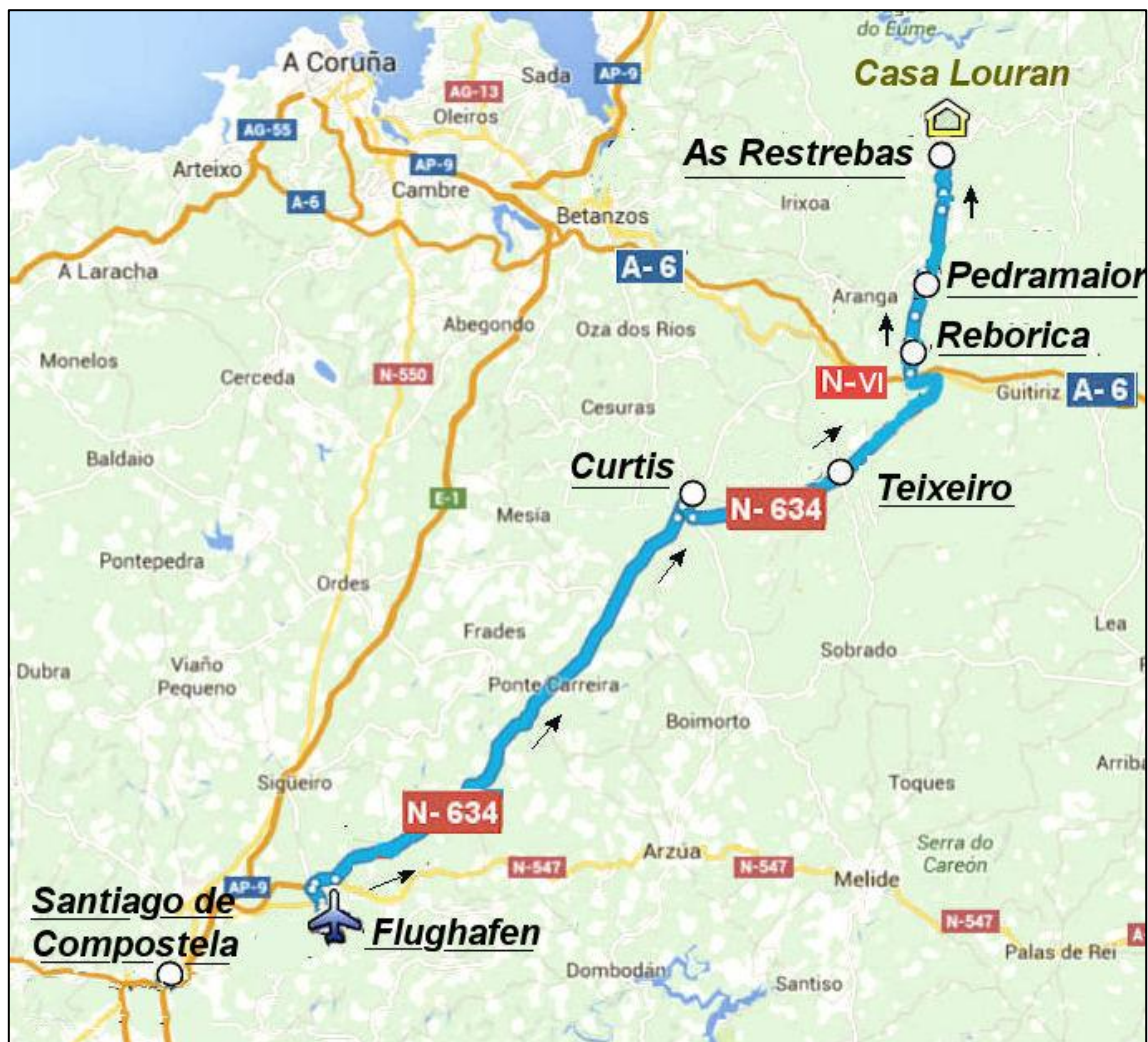 do Eume
Casa Louran
A Coruña
Sada
AP-9
AG-13
Oleiros
AG-55
As Restrebas
Arteixo
AP-9
Cambre
A-6
Irixoa
Betanzos
A-6
A Laracha
Pedramaior
Aranga
Abegondo
Oza dos Ríos
Reborica
Monelos
Cerceda
N-550
N-VI
Guitiriz
A-6
Cesuras
Baldaio
Curtis
Teixeiro
E-1
N-634
Mesía
Pontepedra
Ordes
Frades
Lea
Sobrado
Dubra
Viaño
Pequeno
Ponte Carreira
Boimorto
Arriba
Sigüeiro
Toques
N-634
Arzúa
Serra do
Careón
N-547
N-547
Melide
AP-9
Santiago de
Compostela
Flughafen
N-547
A
Palas de Rei
Dombodán
Santiso